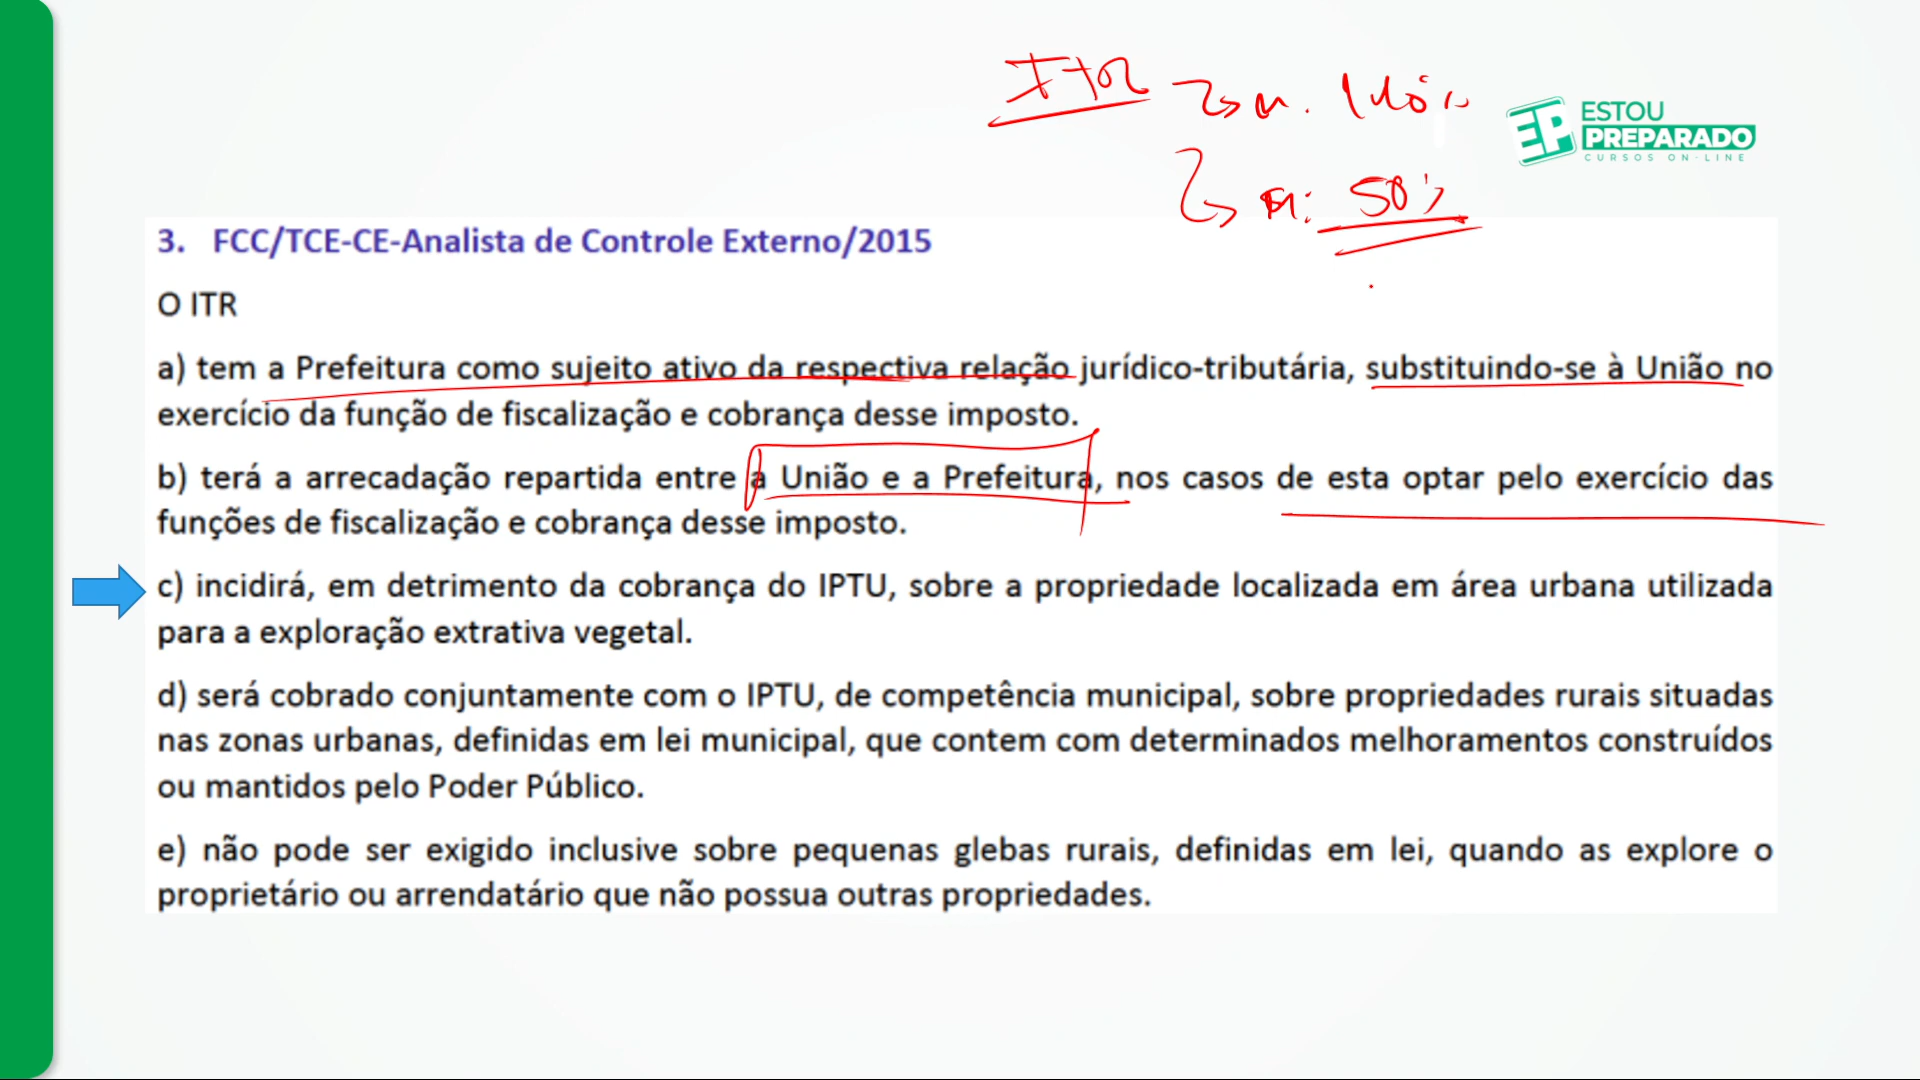 ITR
M. 100%
ESTOU
EP
PREPARADO
CURSOS ON-LINE
M: 50%
3. FCC/TCE-CE-Analista de Controle Externo/2015
O ITR
a) tem a Prefeitura como sujeito ativo da respectiva relação jurídico-tributária, substituindo-se à União no
exercício da função de fiscalização e cobrança desse imposto.
b) terá a arrecadação repartida entre a União e a Prefeitura, nos casos de esta optar pelo exercício das
funções de fiscalização e cobrança desse imposto.
c) incidirá, em detrimento da cobrança do IPTU, sobre a propriedade localizada em área urbana utilizada
para a exploração extrativa vegetal.
d) será cobrado conjuntamente com o IPTU, de competência municipal, sobre propriedades rurais situadas
nas zonas urbanas, definidas em lei municipal, que contem com determinados melhoramentos construídos
ou mantidos pelo Poder Público.
e) não pode ser exigido inclusive sobre pequenas glebas rurais, definidas em lei, quando as explore o
proprietário ou arrendatário que não possua outras propriedades.